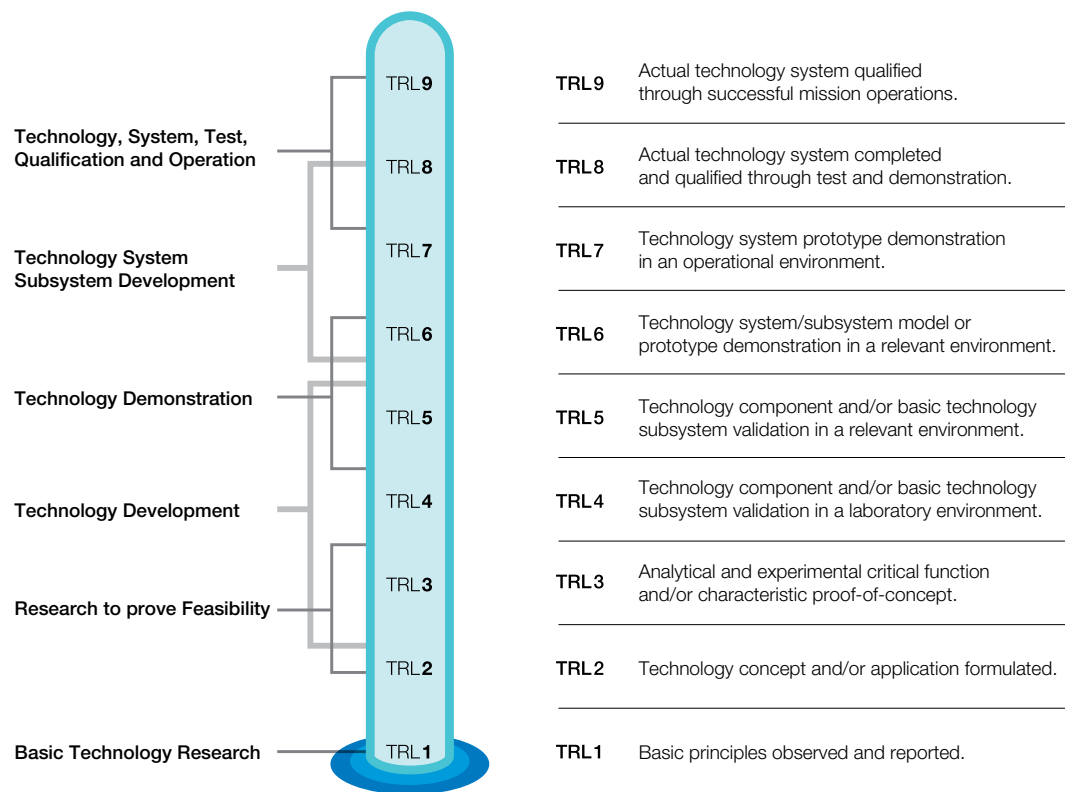 Technology, System, Test,
Qualification and Operation
Technology System
Subsystem Development
Technology Demonstration
Technology Development
Research to prove Feasibility
Basic Technology Research
TRL9
TRL8
TRL7
TRL6
TRL5
TRL4
TRL3
TRL2
TRL1
TRL9
Actual technology system qualified
through successful mission operations.
TRL8
Actual technology system completed
and qualified through test and demonstration.
TRL7
Technology system prototype demonstration
in an operational environment.
TRL6
Technology system/subsystem model or
prototype demonstration in a relevant environment.
TRL5
Technology component and/or basic technology
subsystem validation in a relevant environment.
TRL4
Technology component and/or basic technology
subsystem validation in a laboratory environment.
TRL3
Analytical and experimental critical function
and/or characteristic proof-of-concept.
TRL2
Technology concept and/or application formulated.
TRL1
Basic principles observed and reported.